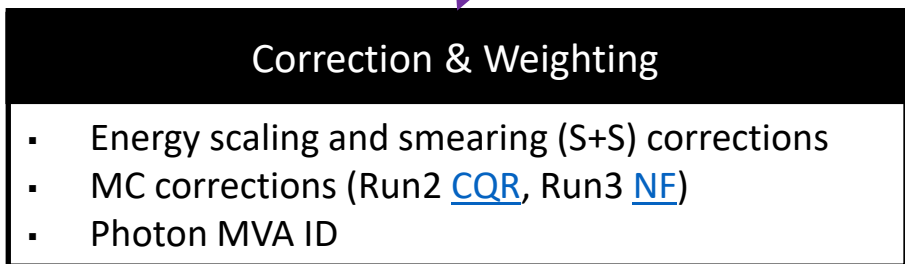 Correction & Weighting
▪ Energy scaling and smearing (S+S) corrections
▪ MC corrections (Run2 CQR, Run3 NF)
▪ Photon MVA ID